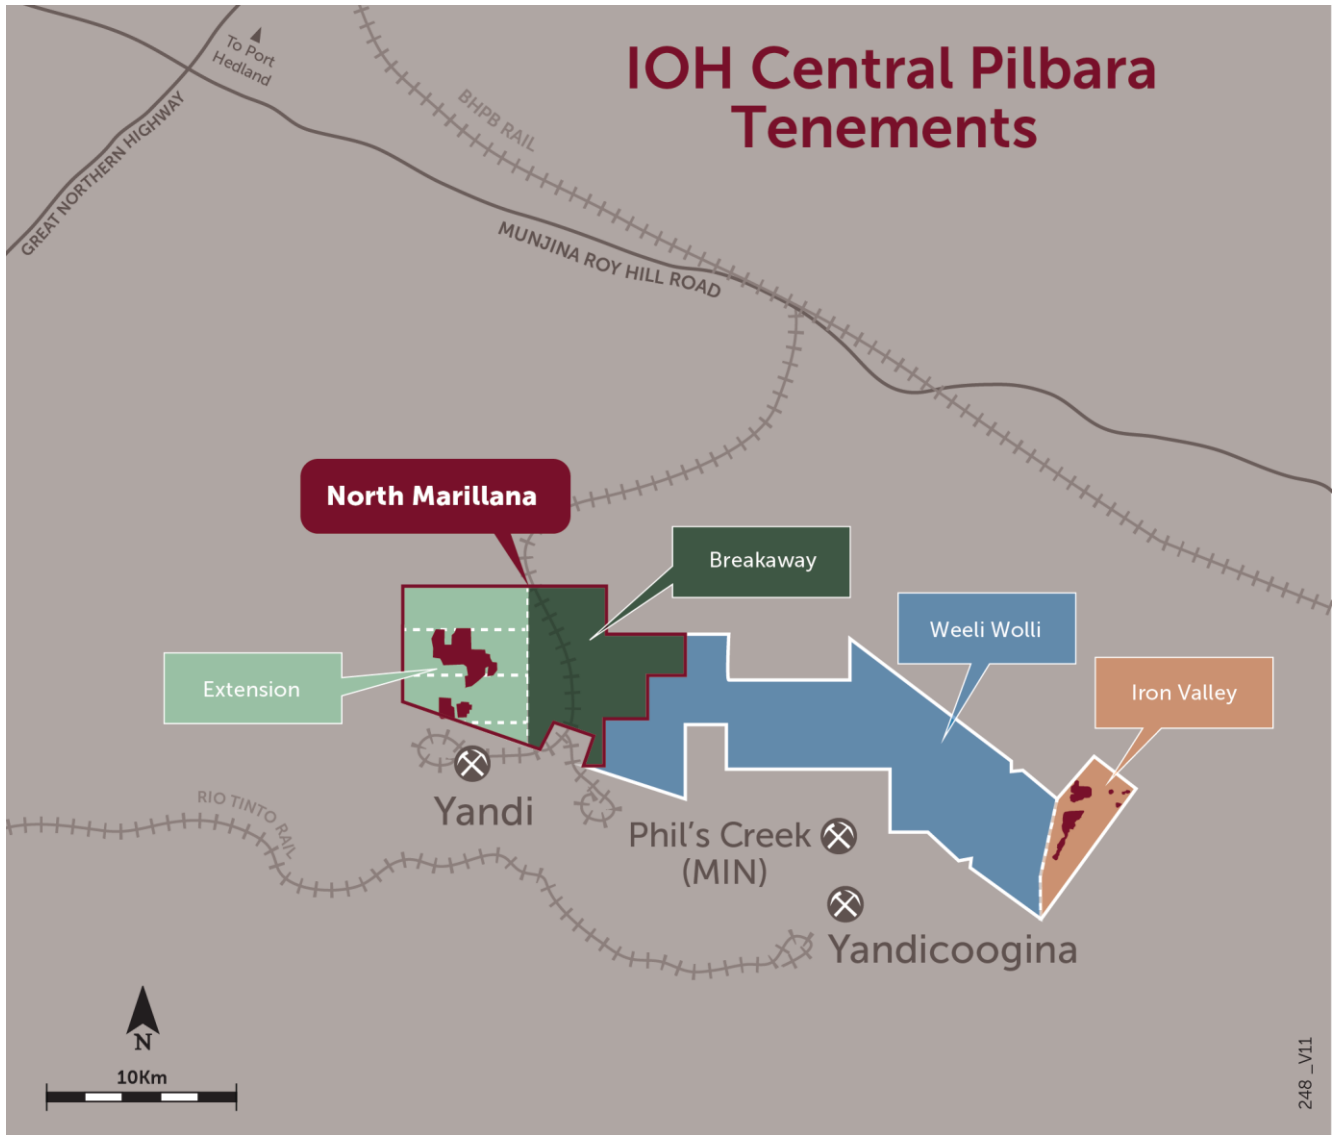 IOH Central Pilbara
Tenements
To Port
Hedland
GREAT NORTHERN HIGHWAY
BHPB RAIL
MUNJINA ROY HILL ROAD
North Marillana
Breakaway
Weeli Wolli
Extension
Iron Valley
Yandi
RIO TINTO RAIL
Phil's Creek
(MIN)
Yandicoogina
N
10Km
248 _V11